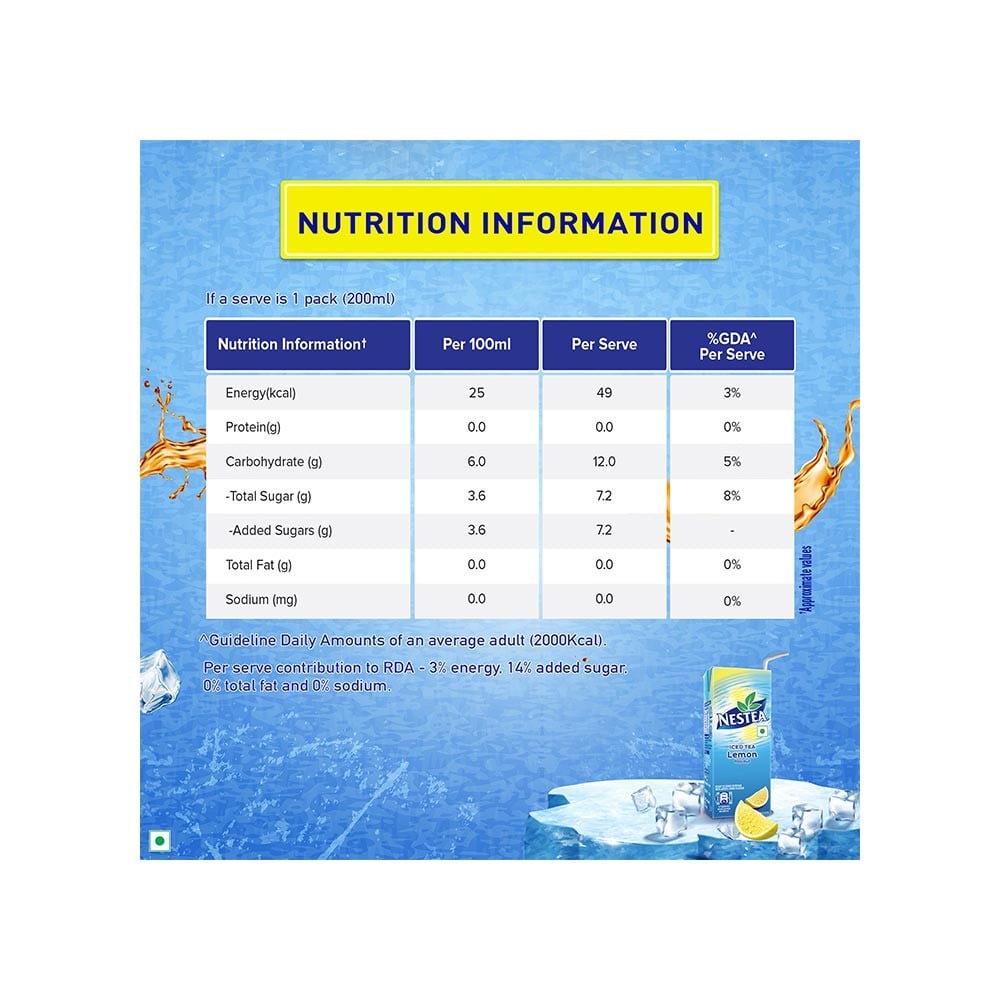 NUTRITION INFORMATION
If a serve is 1 pack (200ml)
Nutrition Information† Per 100ml Per Serve %GDA^ Per Serve
Energy(kcal) 25 49 3%
Protein(g) 0.0 0.0 0%
Carbohydrate (g) 6.0 12.0 5%
-Total Sugar (g) 3.6 7.2 8%
-Added Sugars (g) 3.6 7.2 -
Total Fat (g) 0.0 0.0 0%
Sodium (mg) 0.0 0.0 0%
†Approximate values
^Guideline Daily Amounts of an average adult (2000Kcal).
Per serve contribution to RDA - 3% energy, 14% added sugar,
0% total fat and 0% sodium.
NESTEA
ICED TEA
Lemon